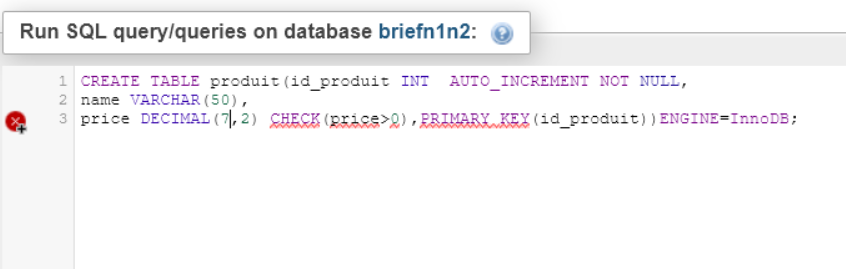 Run SQL query/queries on database briefn1n2:
1 CREATE TABLE produit(id_produit INT  AUTO_INCREMENT NOT NULL,
2 name VARCHAR(50),
3 price DECIMAL(7,2) CHECK(price>0),PRIMARY KEY(id_produit))ENGINE=InnoDB;